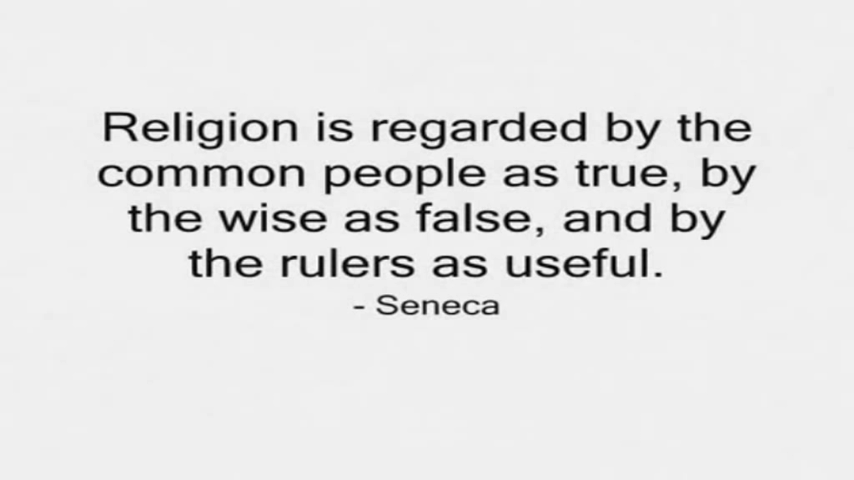 Religion is regarded by the
common people as true, by
the wise as false, and by
the rulers as useful.
- Seneca